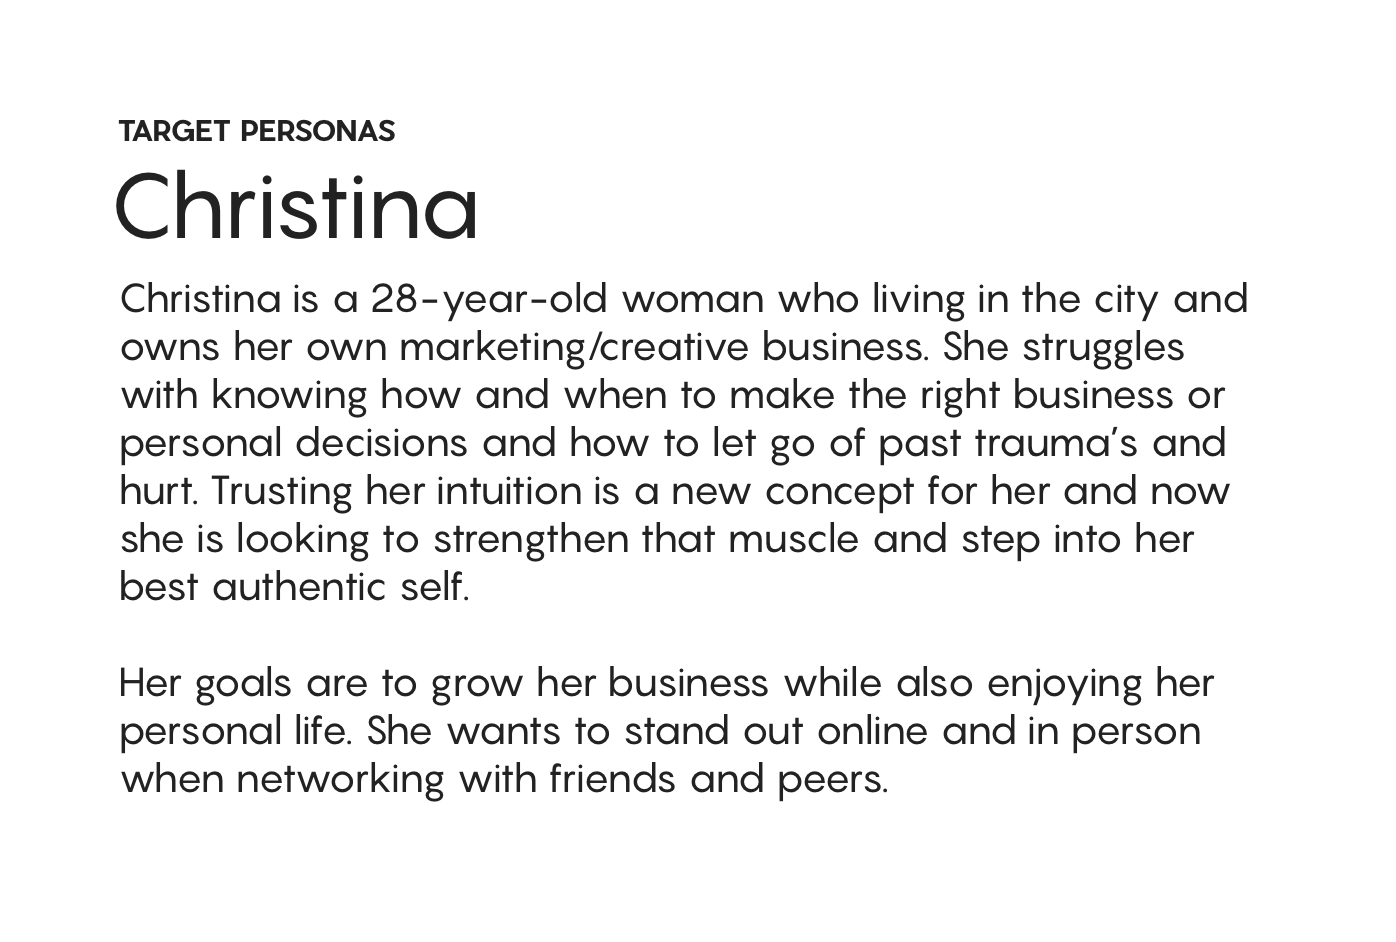 TARGET PERSONAS
Christina
Christina is a 28-year-old woman who living in the city and
owns her own marketing/creative business. She struggles
with knowing how and when to make the right business or
personal decisions and how to let go of past trauma’s and
hurt. Trusting her intuition is a new concept for her and now
she is looking to strengthen that muscle and step into her
best authentic self.
Her goals are to grow her business while also enjoying her
personal life. She wants to stand out online and in person
when networking with friends and peers.